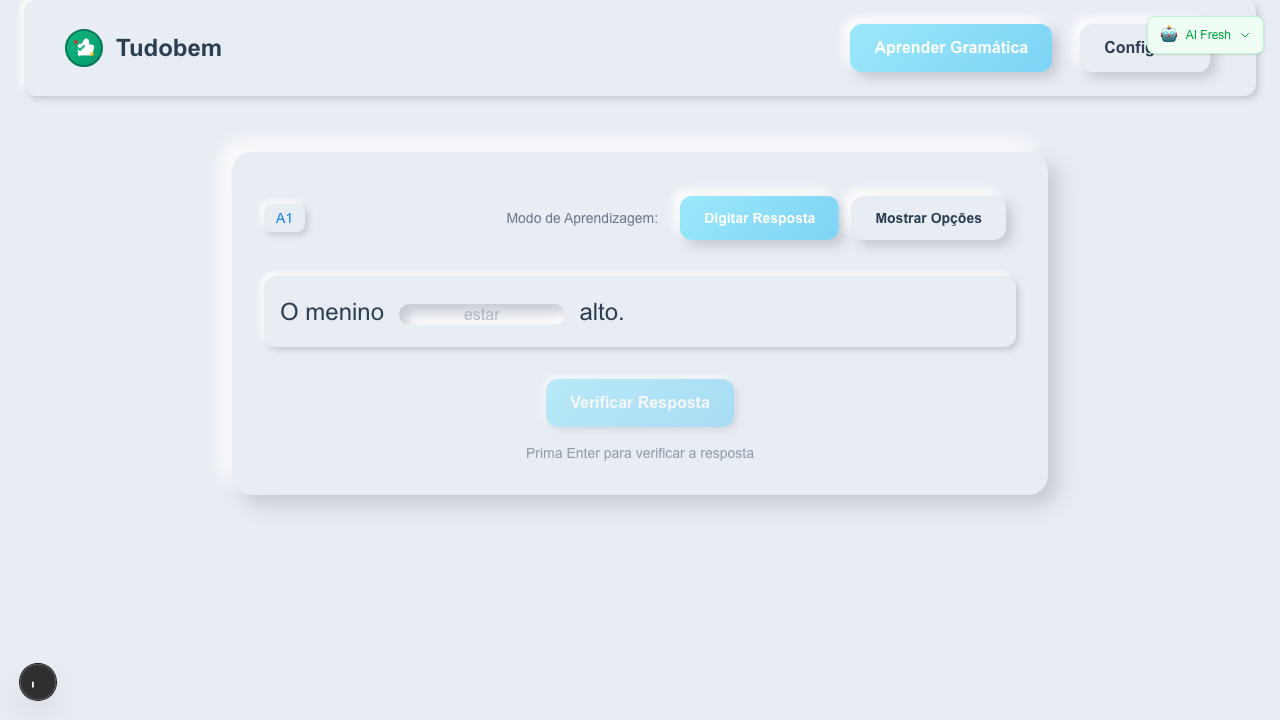 Tudobem
Aprender Gramática
Config
AI Fresh
A1
Modo de Aprendizagem:
Digitar Resposta
Mostrar Opções
O menino estar alto.
Verificar Resposta
Prima Enter para verificar a resposta